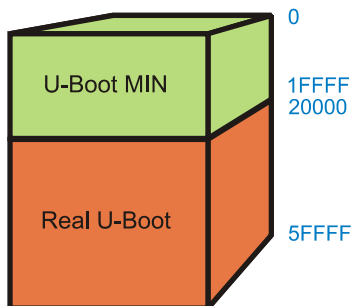 0
U-Boot MIN
1FFFF
20000
Real U-Boot
5FFFF